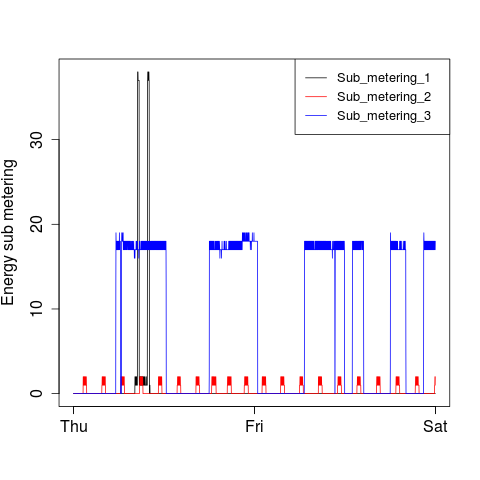 Sub_metering_1
Sub_metering_2
Sub_metering_3
Energy sub metering
30
20
10
0
Thu Fri Sat